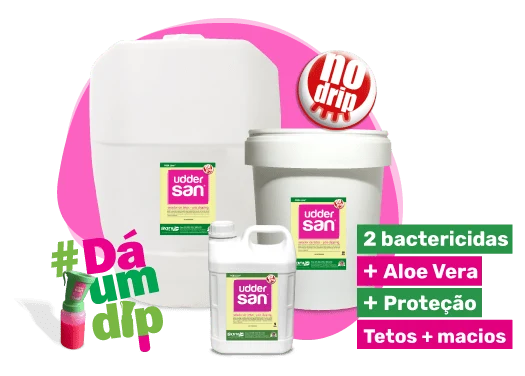 no
drip
udder
san
udder
san
udder
san
#Dá
um
dip
2 bactericidas
+ Aloe Vera
+ Proteção
Tetos + macios